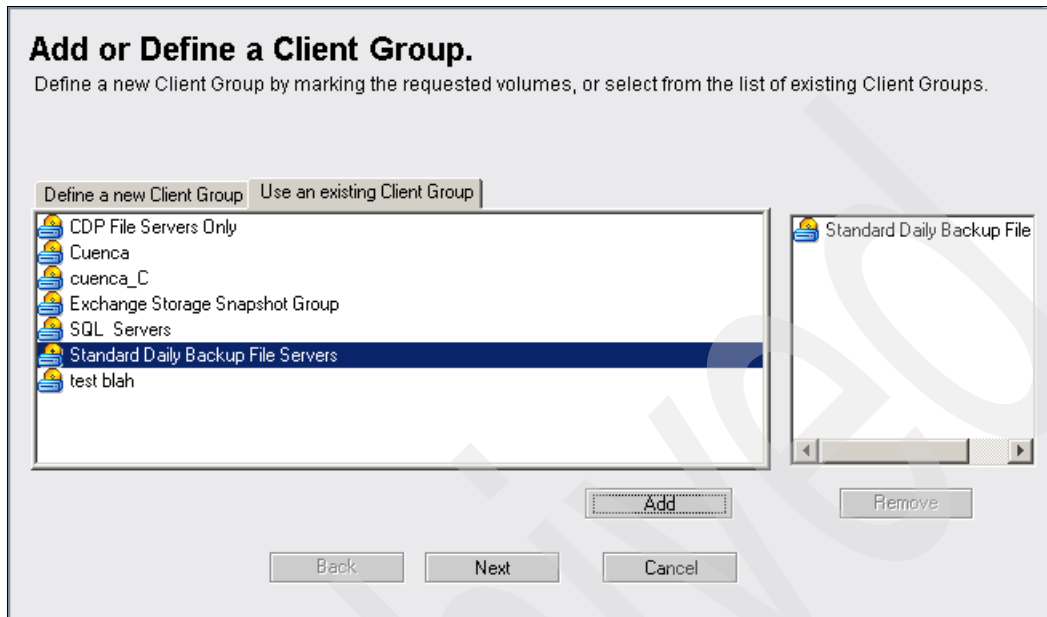 Add or Define a Client Group.
Define a new Client Group by marking the requested volumes, or select from the list of existing Client Groups.
Define a new Client Group
Use an existing Client Group
CDP File Servers Only
Cuenca
cuenca_C
Exchange Storage Snapshot Group
SQL Servers
Standard Daily Backup File Servers
test blah
Standard Daily Backup File
Add
Remove
Back
Next
Cancel